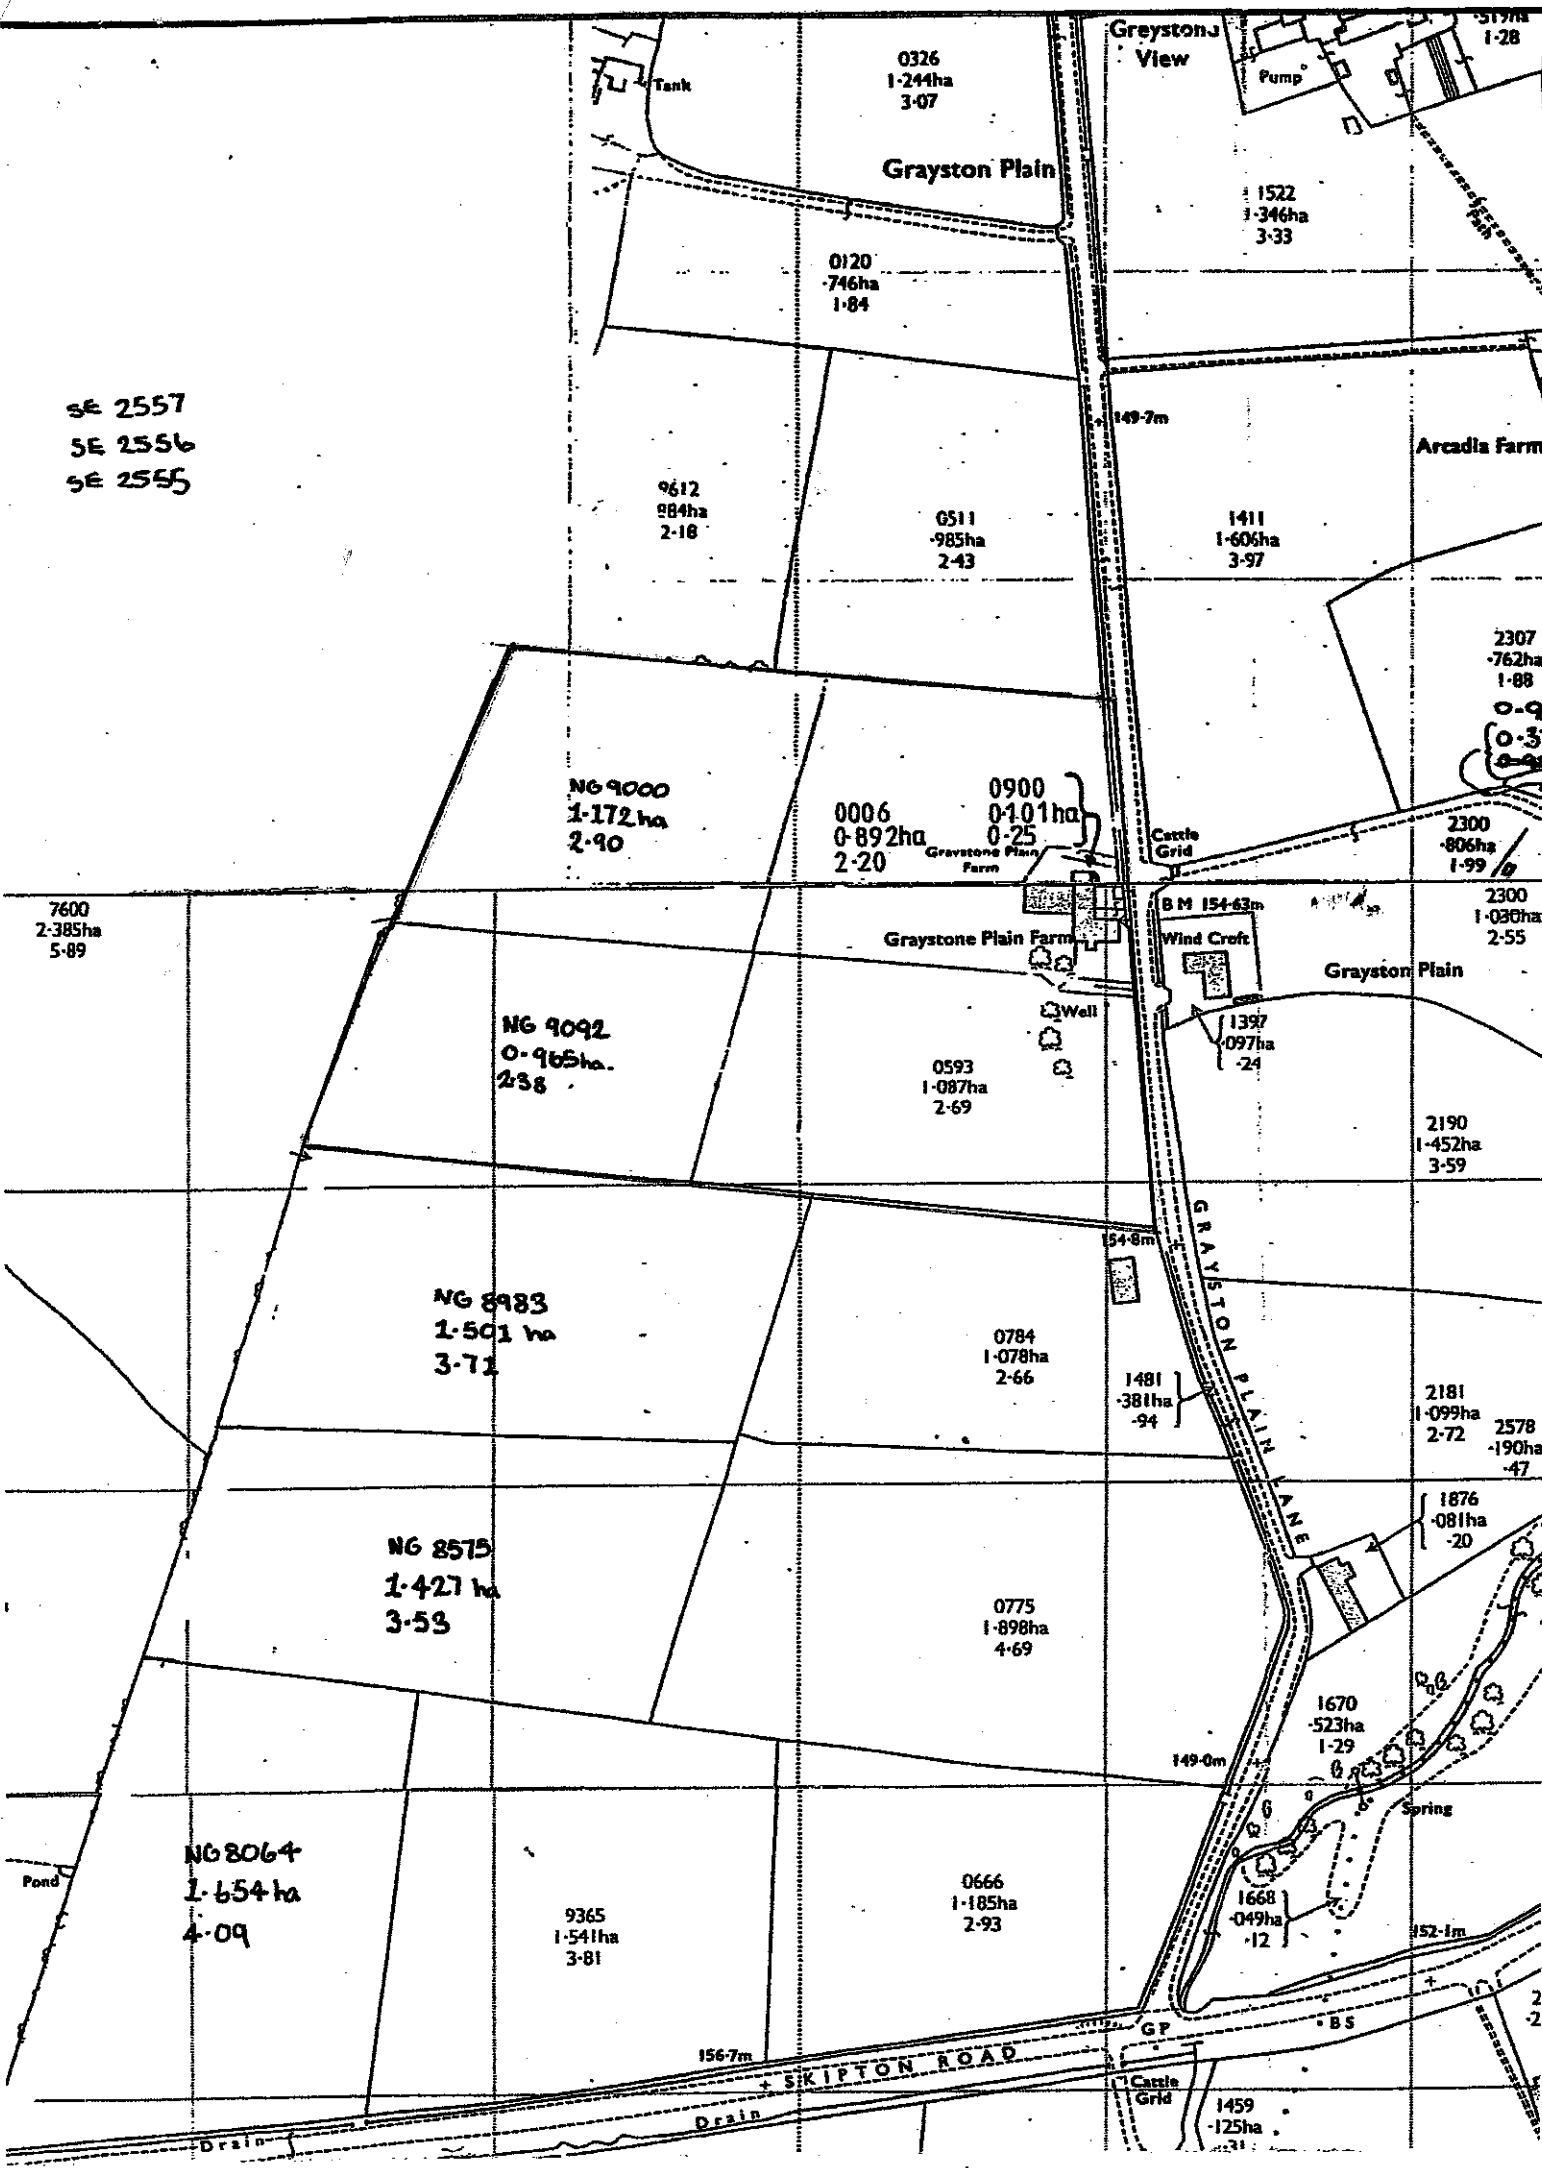 Greyston
View
Pump
1·28
Tank
0326
1·244ha
3·07
Grayston Plain
1522
1·346ha
3·33
Path
0120
·746ha
1·84
SE 2557
SE 2556
SE 2555
149·7m
Arcadia Farm
9612
884ha
2·18
0511
·985ha
2·43
1411
1·606ha
3·97
2307
·762ha
1·88
NG 9000
1·172ha
2·90
0006
0·892ha
2·20
0900
0·101ha
0·25
Graystone Plain
Farm
Cattle
Grid
2300
·806ha
1·99
7600
2·385ha
5·89
B M 154·63m
2300
1·030ha
2·55
Graystone Plain Farm
Wind Croft
Grayston Plain
Well
1397
·097ha
·24
NG 9092
0·965ha.
2·38
0593
1·087ha
2·69
2190
1·452ha
3·59
154·8m
GRAYSTON PLAIN LANE
NG 8983
1·501 ha
3·71
0784
1·078ha
2·66
1481
·381ha
·94
2181
1·099ha
2·72
2578
·190ha
·47
1876
·081ha
·20
NG 8575
1·427 ha
3·53
0775
1·898ha
4·69
1670
·523ha
1·29
149·0m
Spring
Pond
NG 8064
1·654 ha
4·09
9365
1·541ha
3·81
0666
1·185ha
2·93
1668
·049ha
·12
152·1m
GP
BS
156·7m
SKIPTON ROAD
Drain
Drain
Cattle
Grid
1459
·125ha
·31